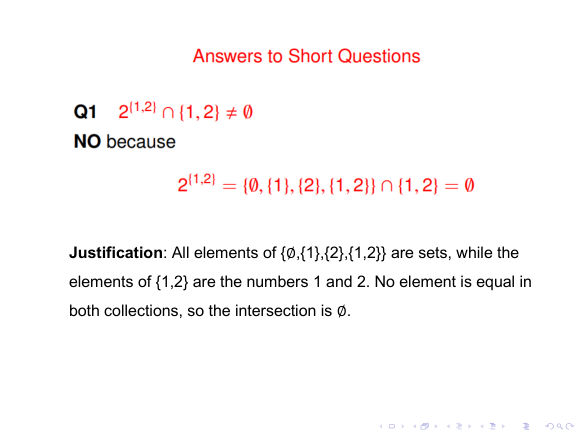 Answers to Short Questions
Q1 2^{1,2} ∩ {1, 2} ≠ ∅
NO because
2^{1,2} = {∅, {1}, {2}, {1, 2}} ∩ {1, 2} = ∅
Justification: All elements of {∅,{1},{2},{1,2}} are sets, while the
elements of {1,2} are the numbers 1 and 2. No element is equal in
both collections, so the intersection is ∅.